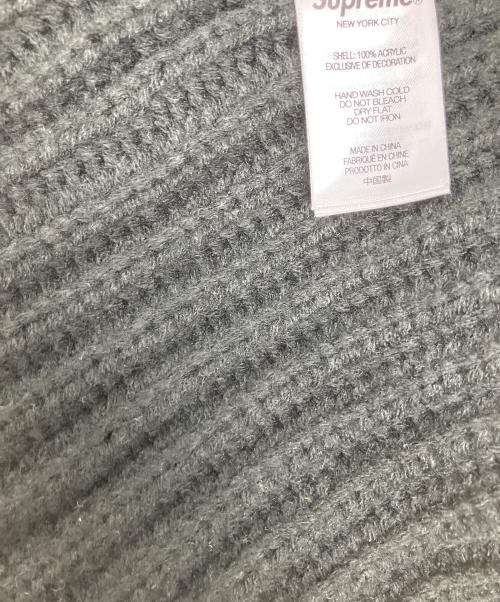 Supreme®
NEW YORK CITY
SHELL: 100% ACRYLIC
EXCLUSIVE OF DECORATION
HAND WASH COLD
DO NOT BLEACH
DRY FLAT
DO NOT IRON
MADE IN CHINA
FABRIQUÉ EN CHINE
PRODOTTO IN CINA
中国製